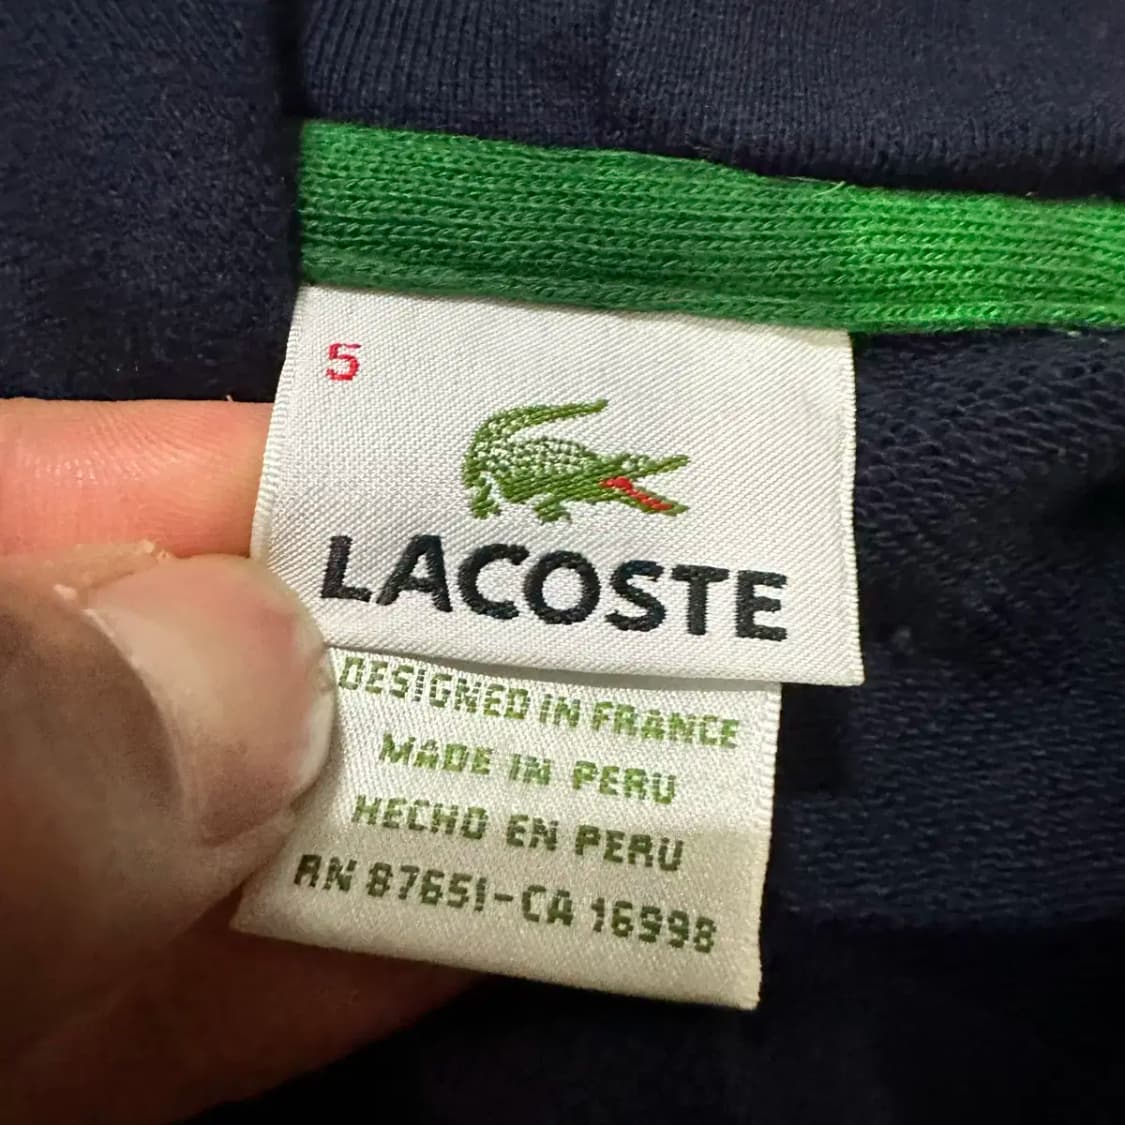 5
LACOSTE
DESIGNED IN FRANCE
MADE IN PERU
HECHO EN PERU
RN 87651-CA 16998